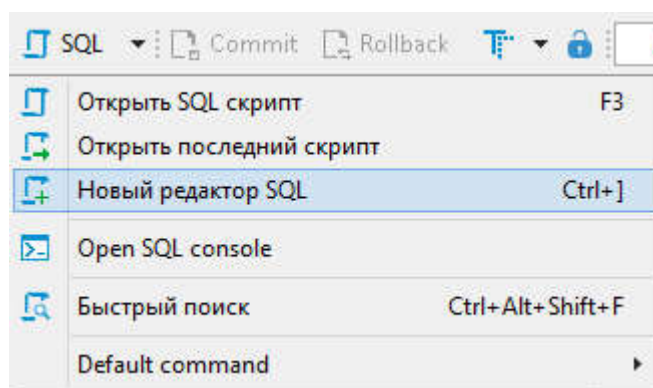 SQL Commit Rollback
Открыть SQL скрипт F3
Открыть последний скрипт
Новый редактор SQL Ctrl+]
Open SQL console
Быстрый поиск Ctrl+Alt+Shift+F
Default command